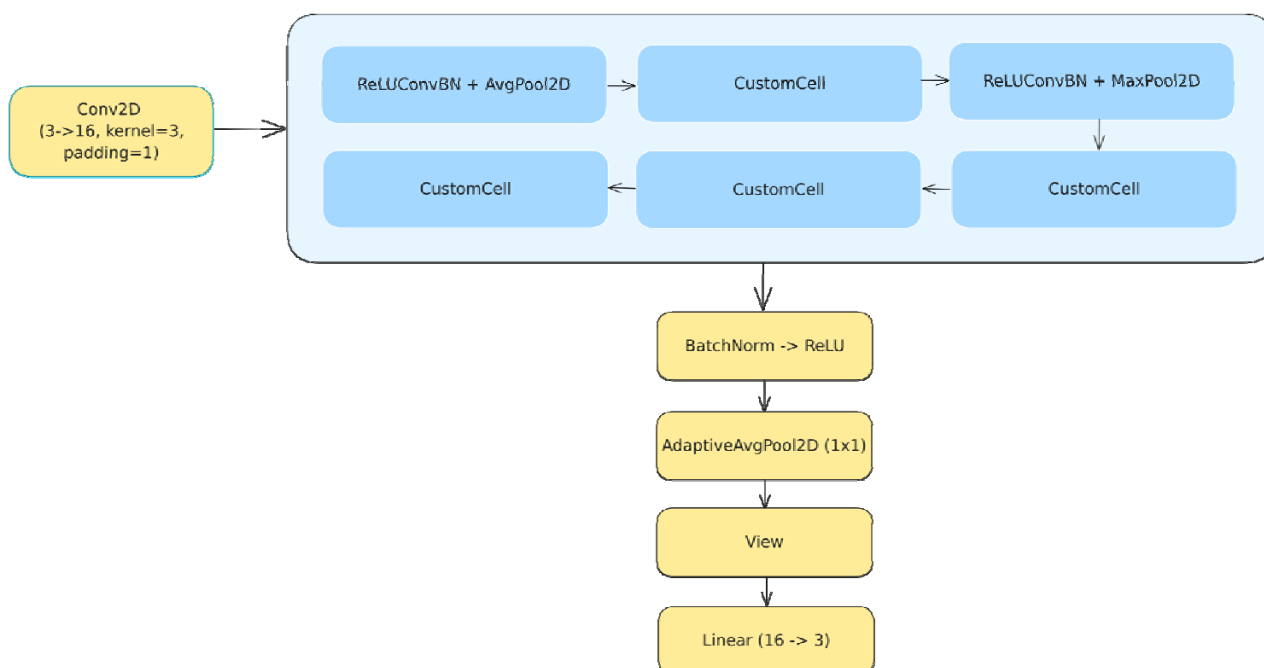 Conv2D
(3->16, kernel=3,
padding=1)
ReLUConvBN + AvgPool2D
CustomCell
ReLUConvBN + MaxPool2D
CustomCell
CustomCell
CustomCell
BatchNorm -> ReLU
AdaptiveAvgPool2D (1x1)
View
Linear (16 -> 3)